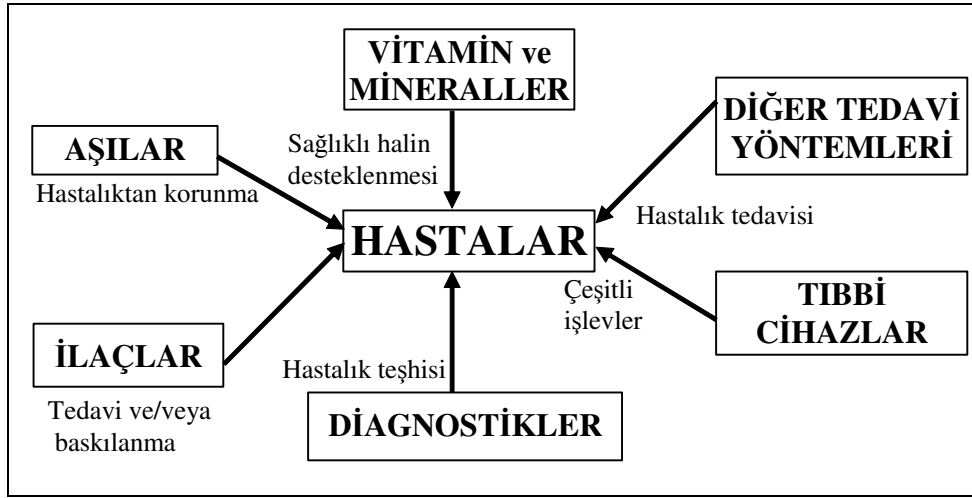 VİTAMİN ve
MİNERALLER
DİĞER TEDAVİ
YÖNTEMLERİ
AŞILAR
Sağlıklı halin
desteklenmesi
Hastalıktan korunma
Hastalık tedavisi
HASTALAR
Çeşitli
işlevler
TIBBİ
CİHAZLAR
İLAÇLAR
Hastalık teşhisi
Tedavi ve/veya
baskılanma
DİAGNOSTİKLER